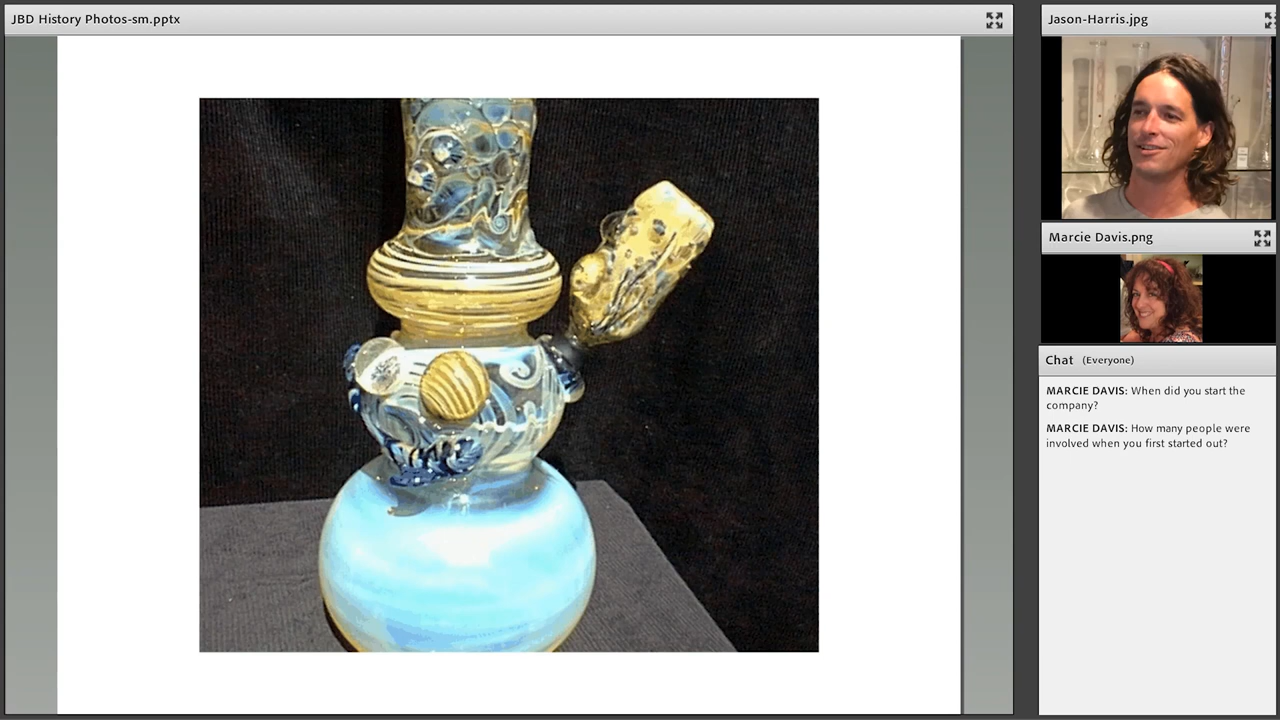 JBD History Photos-sm.pptx
Jason-Harris.jpg
Marcie Davis.png
Chat (Everyone)
MARCIE DAVIS: When did you start the
company?
MARCIE DAVIS: How many people were
involved when you first started out?